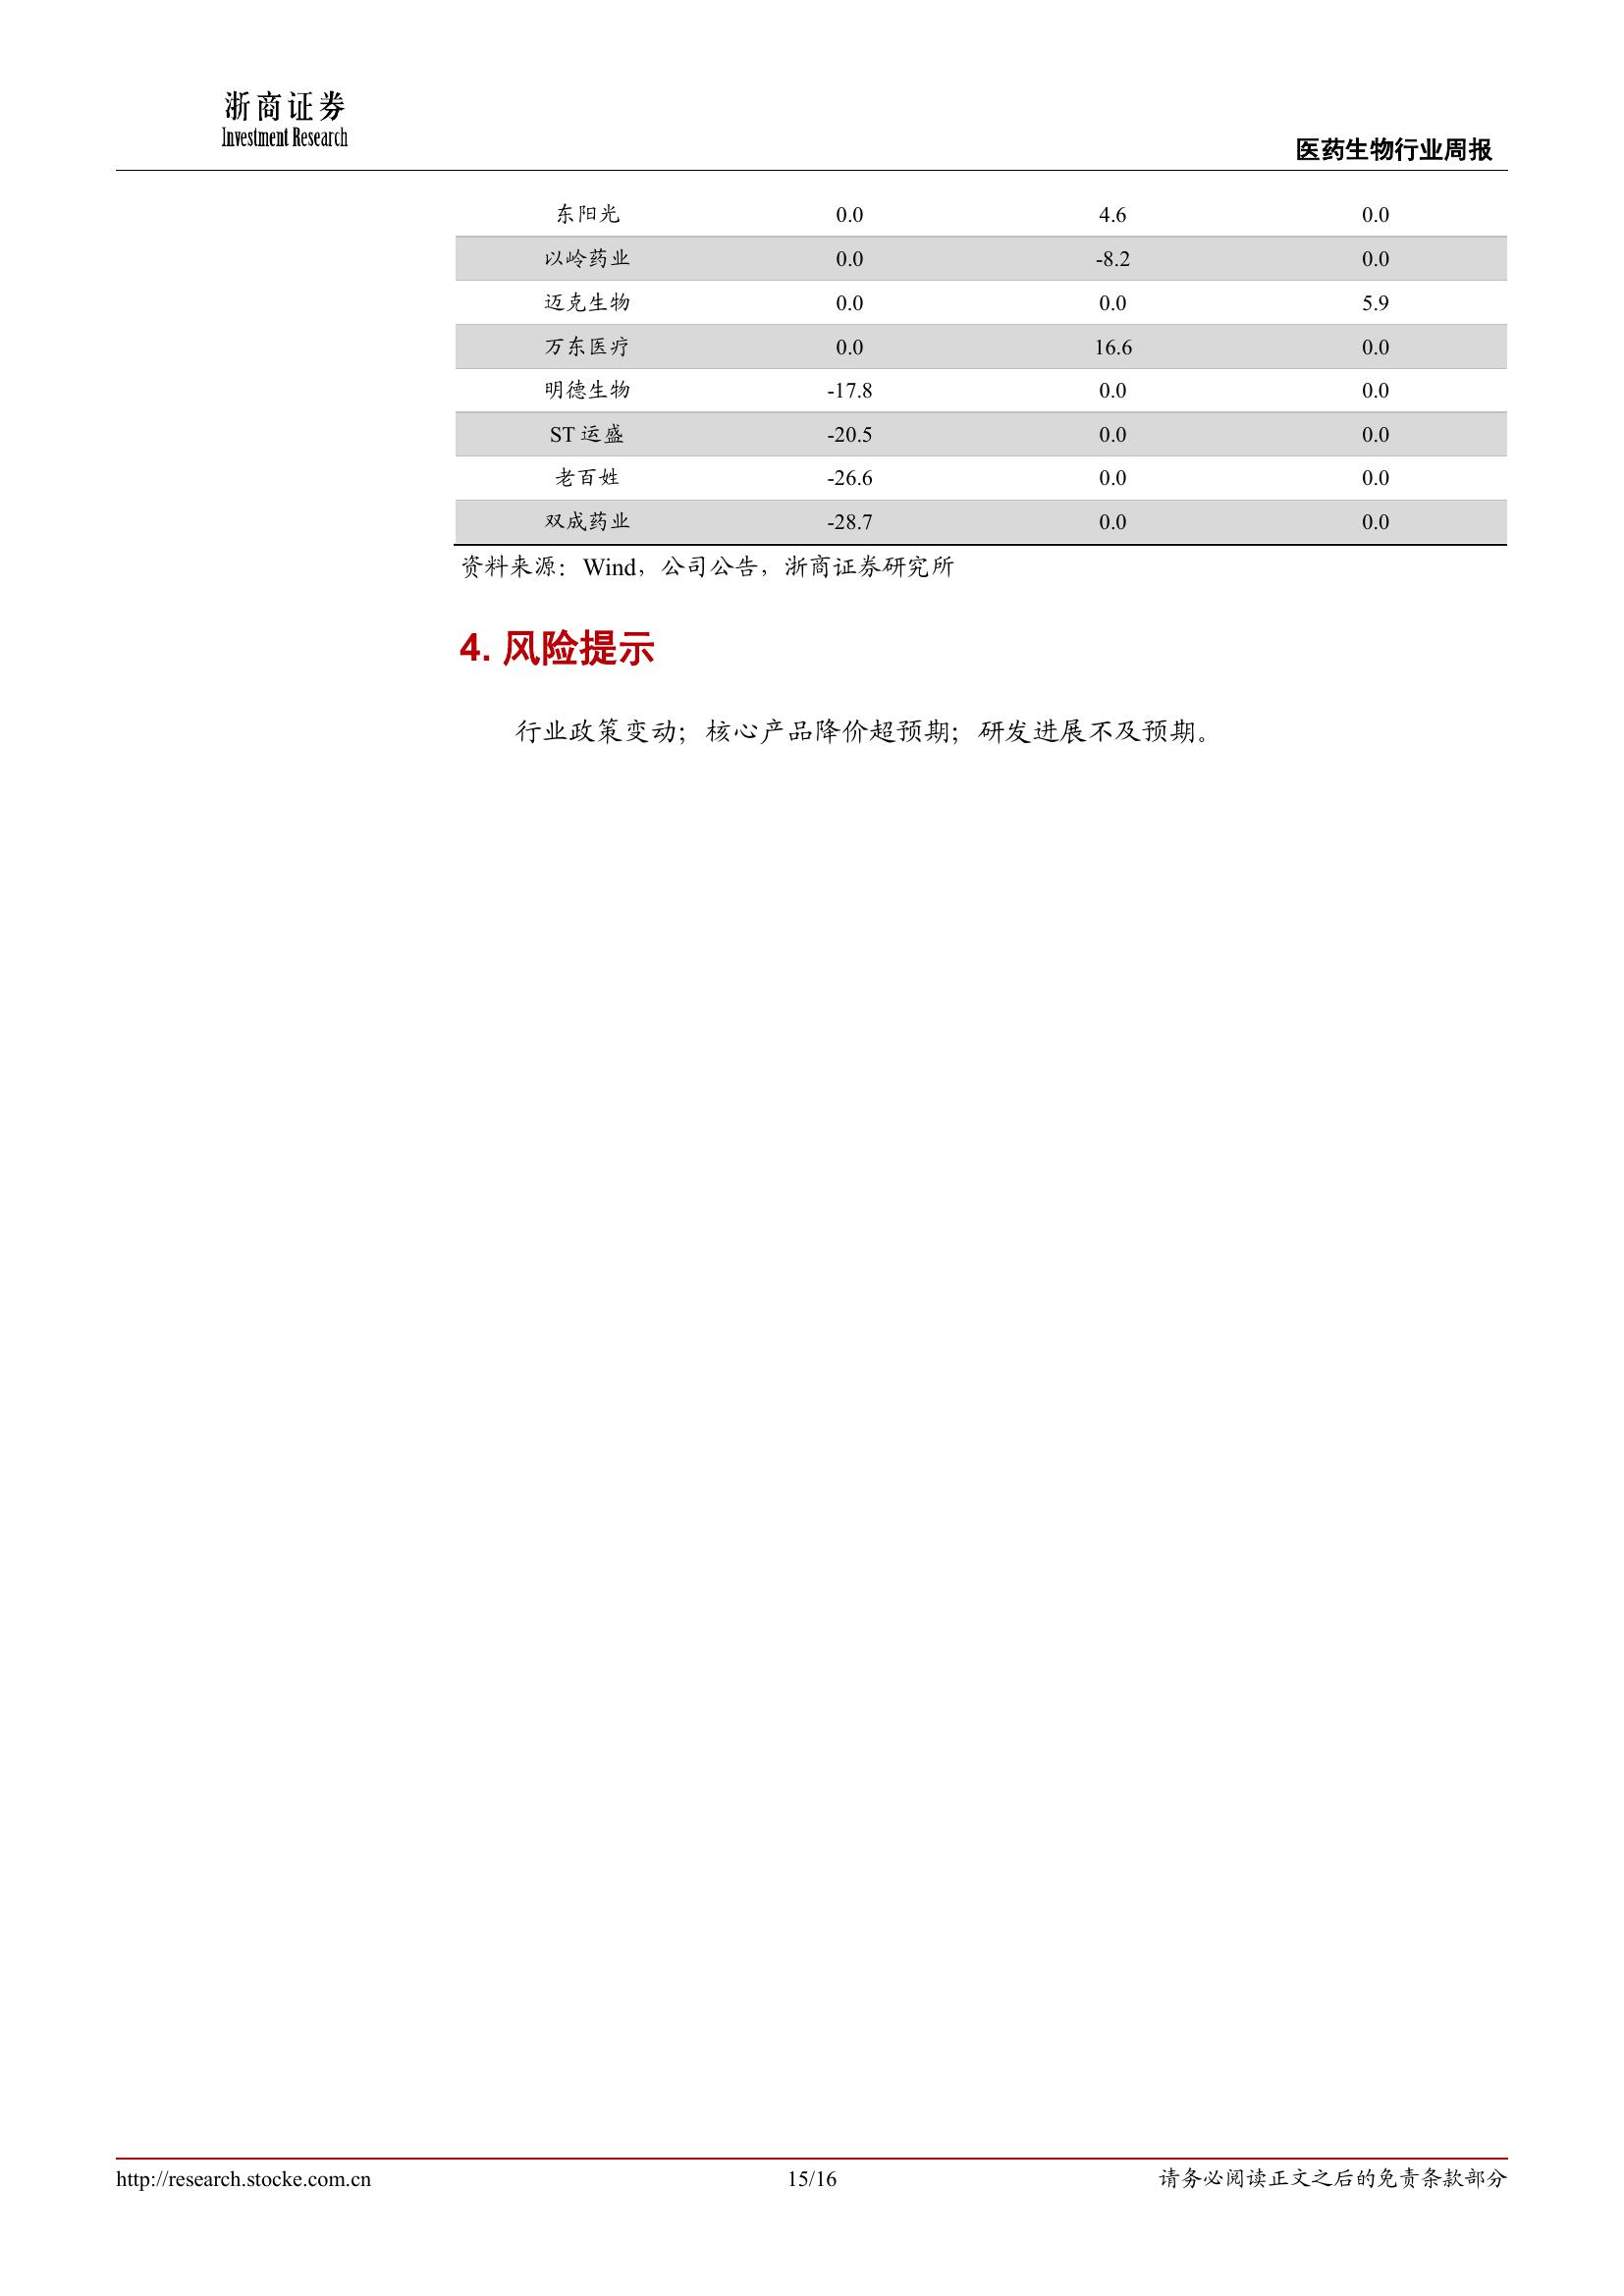 浙商证券
Investment Research
医药生物行业周报
东阳光 0.0 4.6 0.0
以岭药业 0.0 -8.2 0.0
迈克生物 0.0 0.0 5.9
万东医疗 0.0 16.6 0.0
明德生物 -17.8 0.0 0.0
ST 运盛 -20.5 0.0 0.0
老百姓 -26.6 0.0 0.0
双成药业 -28.7 0.0 0.0
资料来源：Wind，公司公告，浙商证券研究所
4. 风险提示
行业政策变动；核心产品降价超预期；研发进展不及预期。
http://research.stocke.com.cn 15/16 请务必阅读正文之后的免责条款部分